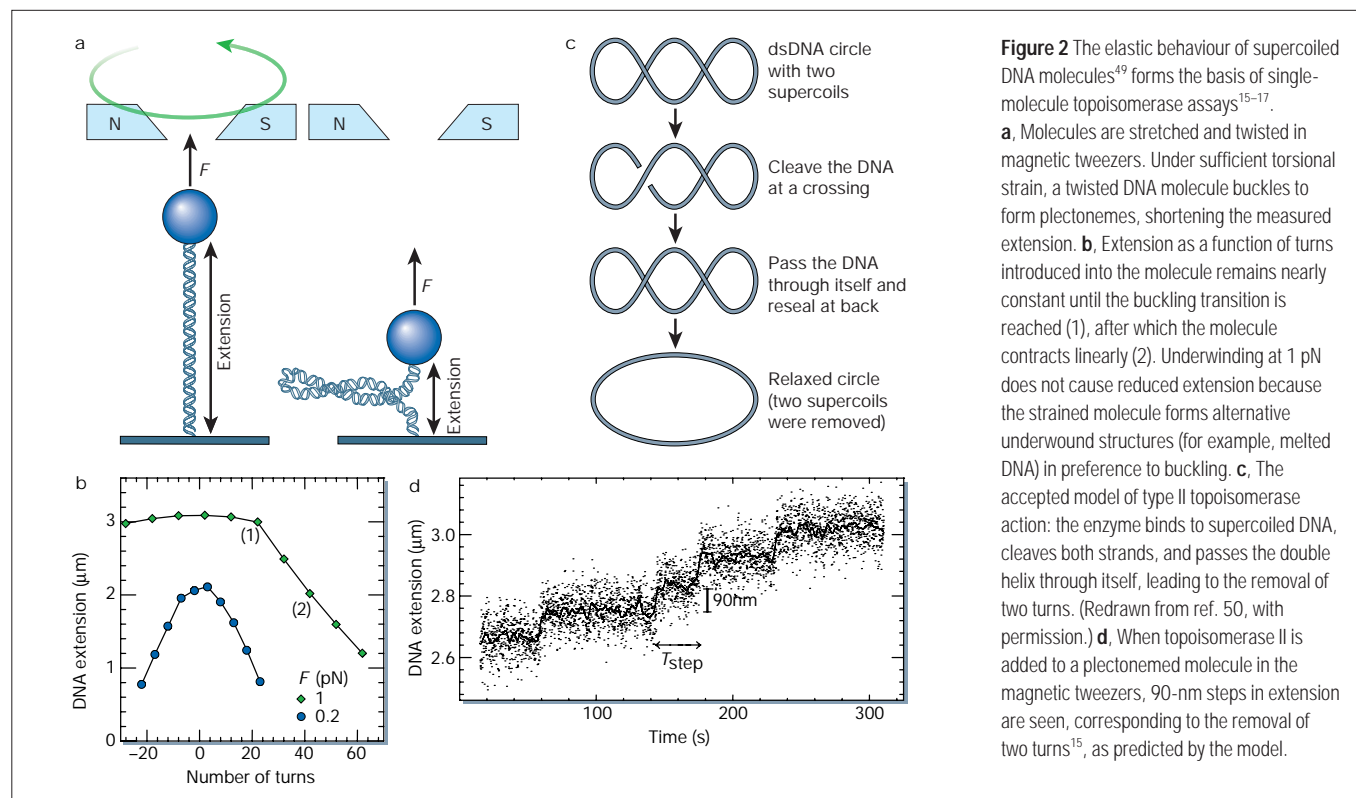 a
N
S
N
S
F
F
Extension
Extension
c
dsDNA circle
with two
supercoils
Cleave the DNA
at a crossing
Pass the DNA
through itself and
reseal at back
Relaxed circle
(two supercoils
were removed)
b
DNA extension (μm)
3
2
1
0
(1)
(2)
F (pN)
1
0.2
−20 0 20 40 60
Number of turns
d
DNA extension (μm)
3.0
2.8
2.6
90nm
Tstep
100 200 300
Time (s)
Figure 2 The elastic behaviour of supercoiled
DNA molecules49 forms the basis of single-
molecule topoisomerase assays15–17.
a, Molecules are stretched and twisted in
magnetic tweezers. Under sufficient torsional
strain, a twisted DNA molecule buckles to
form plectonemes, shortening the measured
extension. b, Extension as a function of turns
introduced into the molecule remains nearly
constant until the buckling transition is
reached (1), after which the molecule
contracts linearly (2). Underwinding at 1 pN
does not cause reduced extension because
the strained molecule forms alternative
underwound structures (for example, melted
DNA) in preference to buckling. c, The
accepted model of type II topoisomerase
action: the enzyme binds to supercoiled DNA,
cleaves both strands, and passes the double
helix through itself, leading to the removal of
two turns. (Redrawn from ref. 50, with
permission.) d, When topoisomerase II is
added to a plectonemed molecule in the
magnetic tweezers, 90-nm steps in extension
are seen, corresponding to the removal of
two turns15, as predicted by the model.